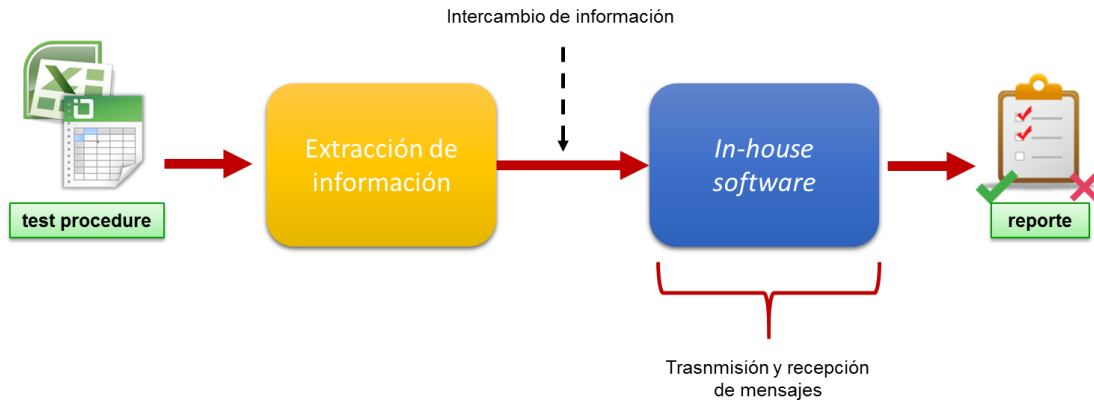 Intercambio de información
Extracción de
información
In-house
software
test procedure
reporte
Trasnmisión y recepción
de mensajes